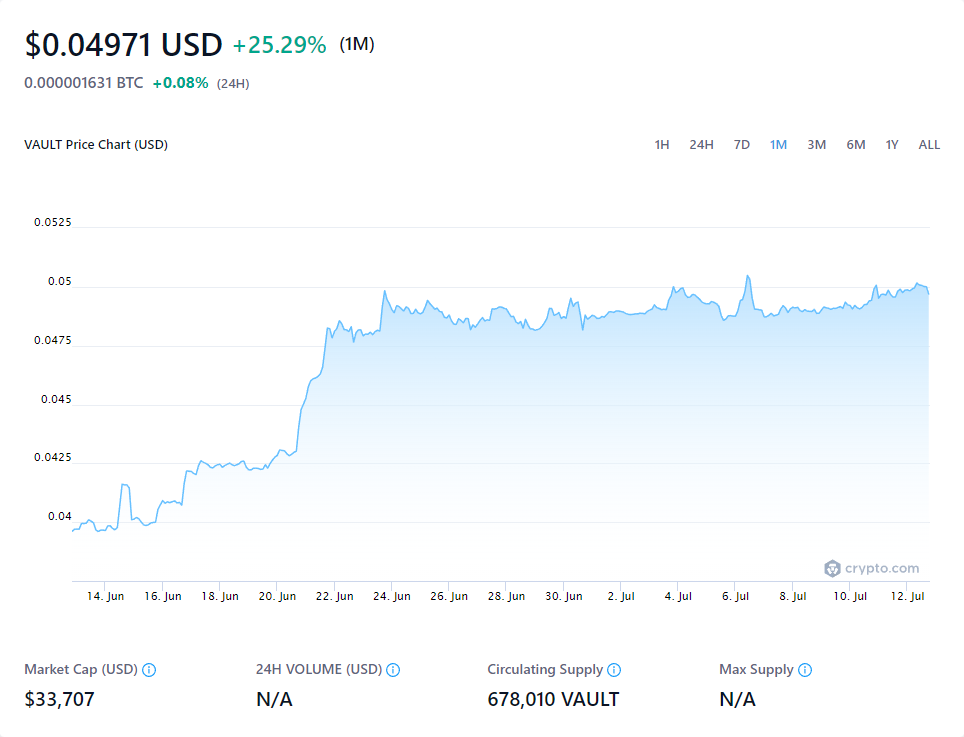 $0.04971 USD +25.29% (1M)
0.000001631 BTC +0.08% (24H)
VAULT Price Chart (USD) 1H 24H 7D 1M 3M 6M 1Y ALL
0.0525
0.05
0.0475
0.045
0.0425
0.04
crypto.com
14. Jun 16. Jun 18. Jun 20. Jun 22. Jun 24. Jun 26. Jun 28. Jun 30. Jun 2. Jul 4. Jul 6. Jul 8. Jul 10. Jul 12. Jul
Market Cap (USD) 24H VOLUME (USD) Circulating Supply Max Supply
$33,707 N/A 678,010 VAULT N/A